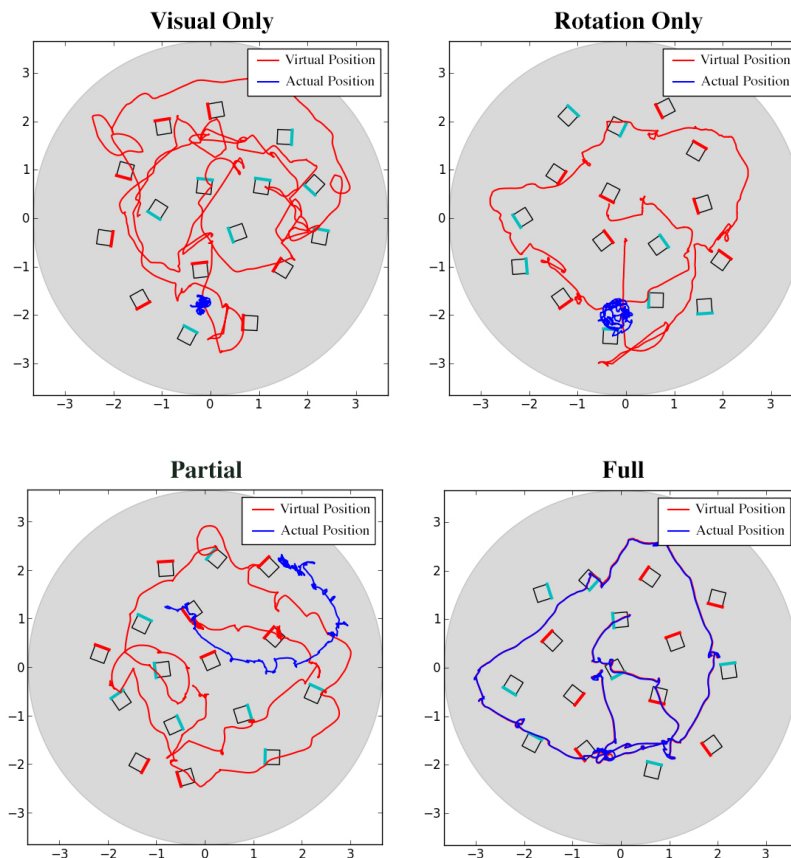 Visual Only
Virtual Position
Actual Position
3
2
1
0
−1
−2
−3
−3 −2 −1 0 1 2 3
Rotation Only
Virtual Position
Actual Position
3
2
1
0
−1
−2
−3
−3 −2 −1 0 1 2 3
Partial
Virtual Position
Actual Position
3
2
1
0
−1
−2
−3
−3 −2 −1 0 1 2 3
Full
Virtual Position
Actual Position
3
2
1
0
−1
−2
−3
−3 −2 −1 0 1 2 3